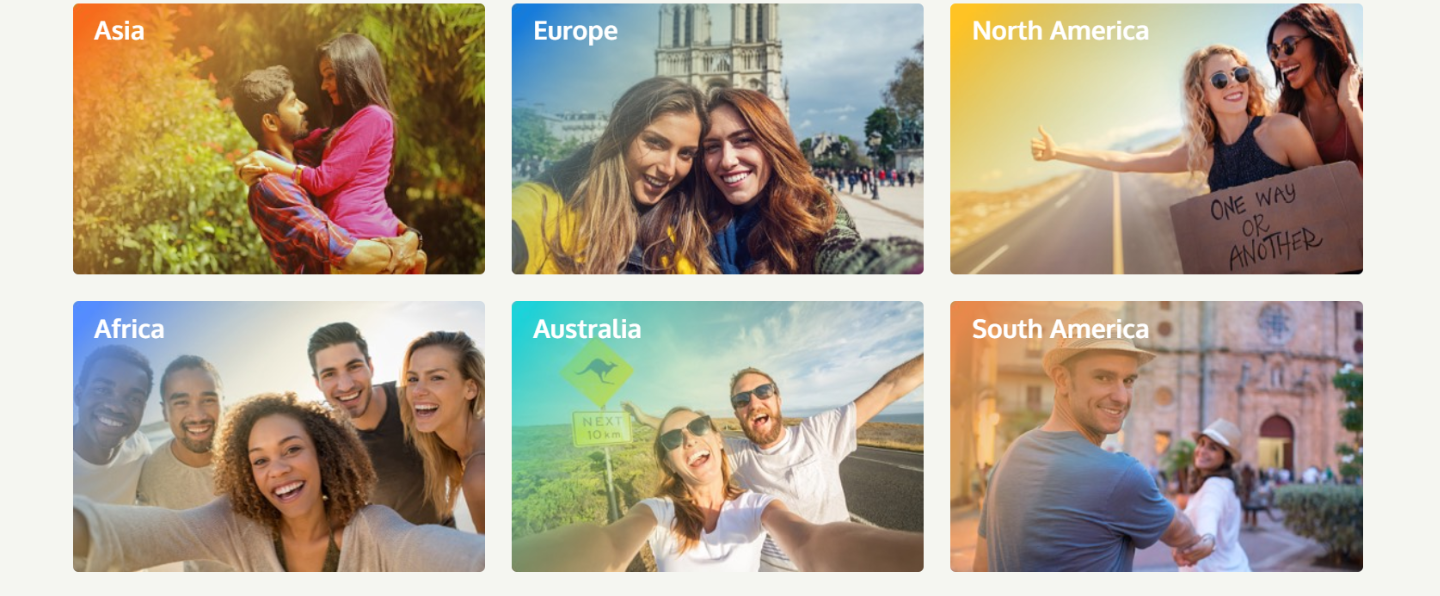 Asia
Europe
North America
ONE WAY
OR
ANOTHER
Africa
Australia
NEXT
10 km
South America